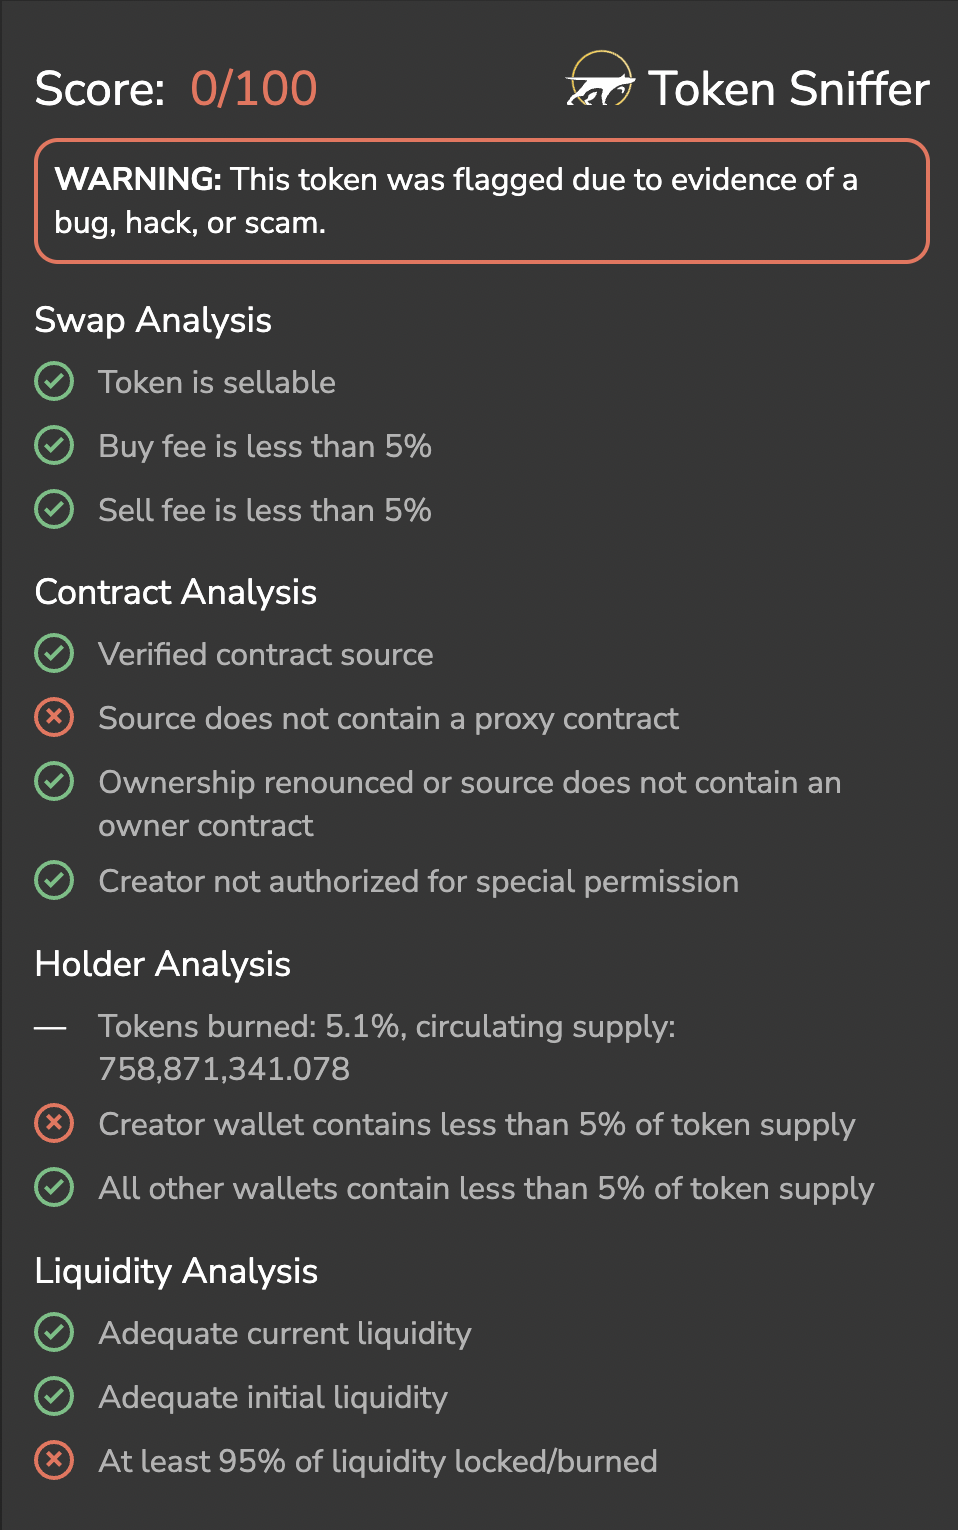 Score: 0/100
Token Sniffer
WARNING: This token was flagged due to evidence of a
bug, hack, or scam.
Swap Analysis
Token is sellable
Buy fee is less than 5%
Sell fee is less than 5%
Contract Analysis
Verified contract source
Source does not contain a proxy contract
Ownership renounced or source does not contain an
owner contract
Creator not authorized for special permission
Holder Analysis
Tokens burned: 5.1%, circulating supply:
758,871,341.078
Creator wallet contains less than 5% of token supply
All other wallets contain less than 5% of token supply
Liquidity Analysis
Adequate current liquidity
Adequate initial liquidity
At least 95% of liquidity locked/burned